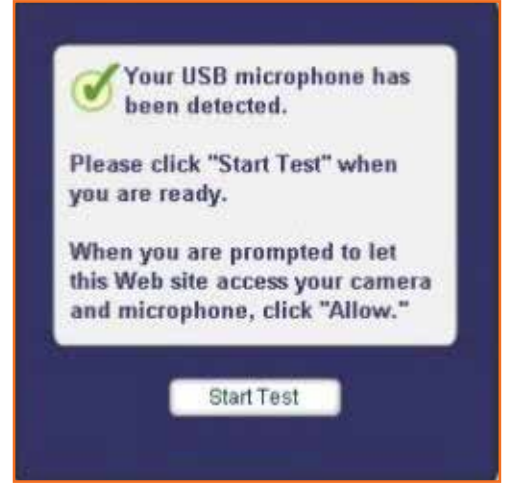 Your USB microphone has
been detected.
Please click "Start Test" when
you are ready.
When you are prompted to let
this Web site access your camera
and microphone, click "Allow."
Start Test